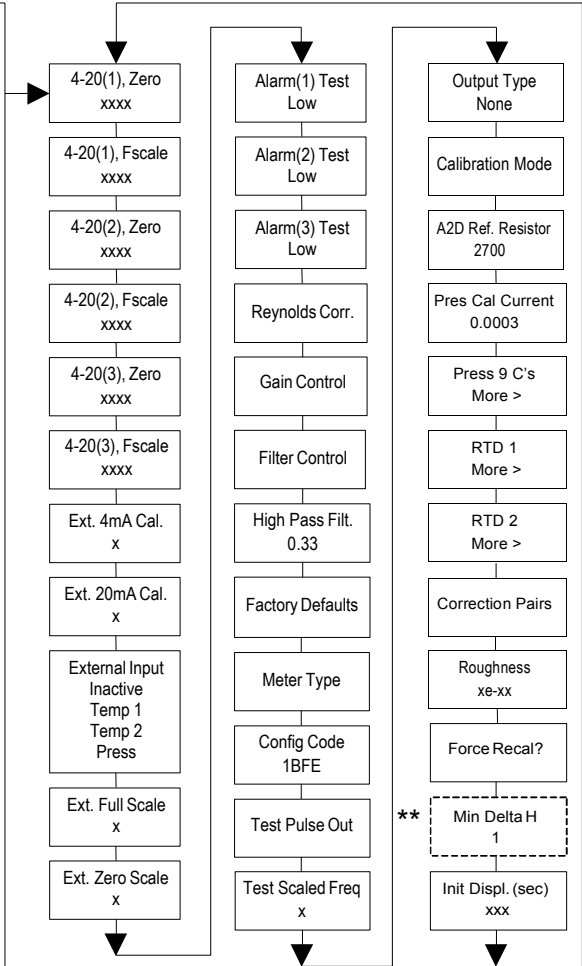 4-20(1), Zero
xxxx
4-20(1), Fscale
xxxx
4-20(2), Zero
xxxx
4-20(2), Fscale
xxxx
4-20(3), Zero
xxxx
4-20(3), Fscale
xxxx
Ext. 4mA Cal.
x
Ext. 20mA Cal.
x
External Input
Inactive
Temp 1
Temp 2
Press
Ext. Full Scale
x
Ext. Zero Scale
x
Alarm(1) Test
Low
Alarm(2) Test
Low
Alarm(3) Test
Low
Reynolds Corr.
Gain Control
Filter Control
High Pass Filt.
0.33
Factory Defaults
Meter Type
Config Code
1BFE
Test Pulse Out
Test Scaled Freq
x
Output Type
None
Calibration Mode
A2D Ref. Resistor
2700
Pres Cal Current
0.0003
Press 9 C's
More >
RTD 1
More >
RTD 2
More >
Correction Pairs
Roughness
xe-xx
Force Recal?
**
Min Delta H
1
Init Displ. (sec)
xxx